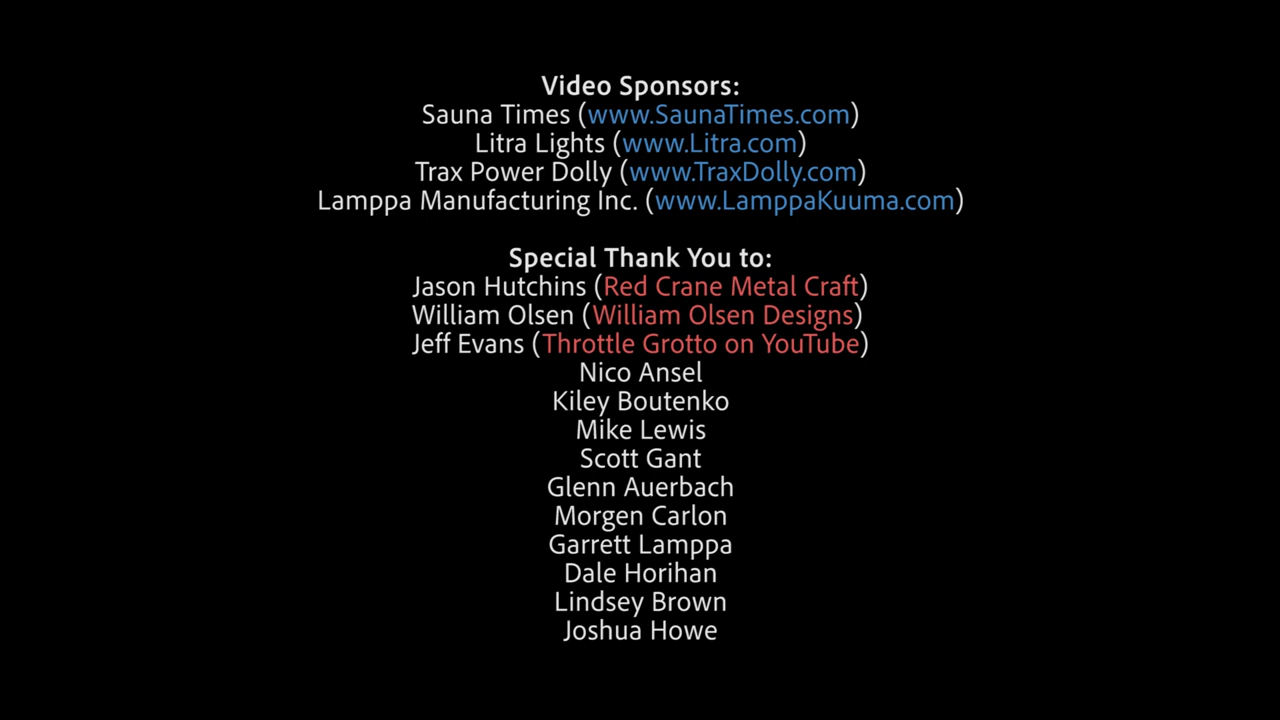 Video Sponsors:
Sauna Times (www.SaunaTimes.com)
Litra Lights (www.Litra.com)
Trax Power Dolly (www.TraxDolly.com)
Lamppa Manufacturing Inc. (www.LamppaKuuma.com)
Special Thank You to:
Jason Hutchins (Red Crane Metal Craft)
William Olsen (William Olsen Designs)
Jeff Evans (Throttle Grotto on YouTube)
Nico Ansel
Kiley Boutenko
Mike Lewis
Scott Gant
Glenn Auerbach
Morgen Carlon
Garrett Lamppa
Dale Horihan
Lindsey Brown
Joshua Howe